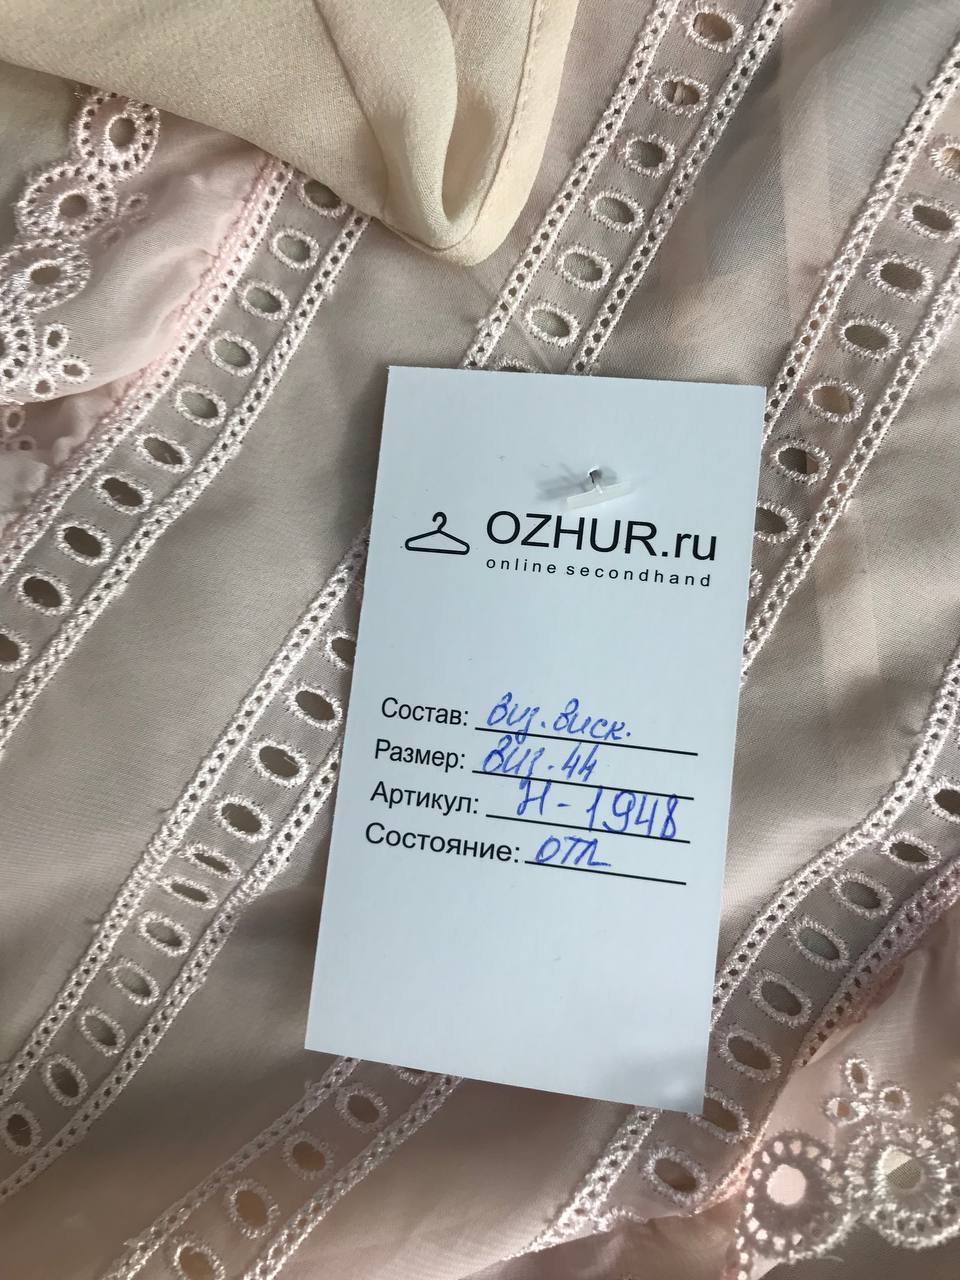 OZHUR.ru
online secondhand
Состав: виз. виск.
Размер: виз. 44
Артикул: Н-1948
Состояние: отл